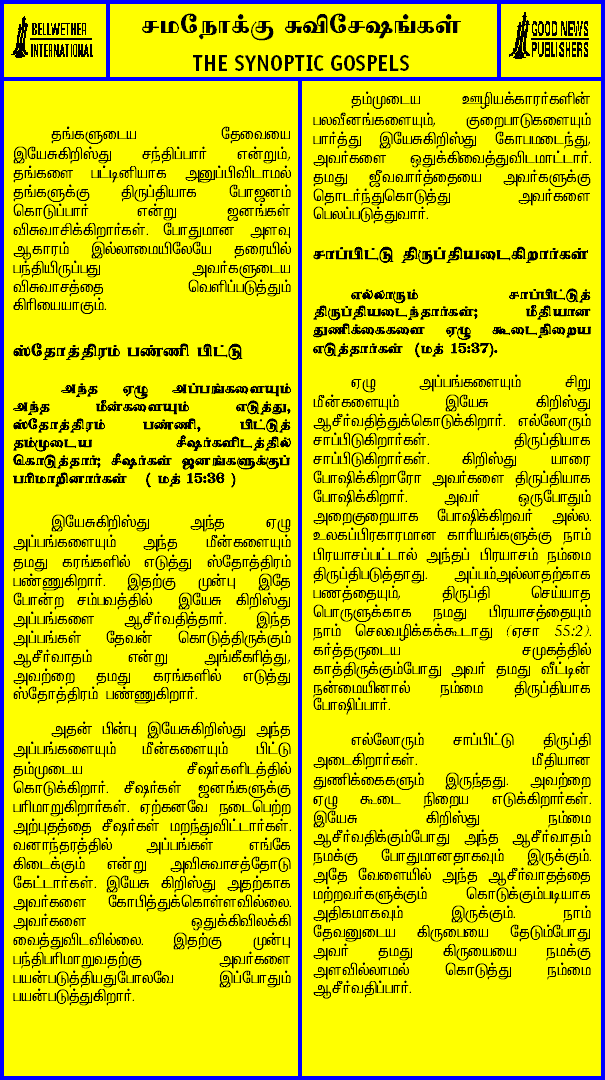 BELLWETHER
INTERNATIONAL
சமநோக்கு சுவிசேஷங்கள்
THE SYNOPTIC GOSPELS
GOOD NEWS
PUBLISHERS
தங்களுடைய தேவையை
இயேசுகிறிஸ்து சந்திப்பார் என்றும்,
தங்களை பட்டினியாக அனுப்பிவிடாமல்
தங்களுக்கு திருப்தியாக போஜனம்
கொடுப்பார் என்று ஜனங்கள்
விசுவாசிக்கிறார்கள். போதுமான அளவு
ஆகாரம் இல்லாமையிலேயே தரையில்
பந்தியிருப்பது அவர்களுடைய
விசுவாசத்தை வெளிப்படுத்தும்
கிரியையாகும்.
ஸ்தோத்திரம் பண்ணி பிட்டு
அந்த ஏழு அப்பங்களையும்
அந்த மீன்களையும் எடுத்து,
ஸ்தோத்திரம் பண்ணி, பிட்டுத்
தம்முடைய சீஷர்களிடத்தில்
கொடுத்தார்; சீஷர்கள் ஜனங்களுக்குப்
பரிமாறினார்கள் ( மத் 15:36 )
இயேசுகிறிஸ்து அந்த ஏழு
அப்பங்களையும் அந்த மீன்களையும்
தமது கரங்களில் எடுத்து ஸ்தோத்திரம்
பண்ணுகிறார். இதற்கு முன்பு இதே
போன்ற சம்பவத்தில் இயேசு கிறிஸ்து
அப்பங்களை ஆசீர்வதித்தார். இந்த
அப்பங்கள் தேவன் கொடுத்திருக்கும்
ஆசீர்வாதம் என்று அங்கீகரித்து,
அவற்றை தமது கரங்களில் எடுத்து
ஸ்தோத்திரம் பண்ணுகிறார்.
அதன் பின்பு இயேசுகிறிஸ்து அந்த
அப்பங்களையும் மீன்களையும் பிட்டு
தம்முடைய சீஷர்களிடத்தில்
கொடுக்கிறார். சீஷர்கள் ஜனங்களுக்கு
பரிமாறுகிறார்கள். ஏற்கனவே நடைபெற்ற
அற்புதத்தை சீஷர்கள் மறந்துவிட்டார்கள்.
வனாந்தரத்தில் அப்பங்கள் எங்கே
கிடைக்கும் என்று அவிசுவாசத்தோடு
கேட்டார்கள். இயேசு கிறிஸ்து அதற்காக
அவர்களை கோபித்துக்கொள்ளவில்லை.
அவர்களை ஒதுக்கிவிலக்கி
வைத்துவிடவில்லை. இதற்கு முன்பு
பந்திபரிமாறுவதற்கு அவர்களை
பயன்படுத்தியதுபோலவே இப்போதும்
பயன்படுத்துகிறார்.
தம்முடைய ஊழியக்காரர்களின்
பலவீனங்களையும், குறைபாடுகளையும்
பார்த்து இயேசுகிறிஸ்து கோபமடைந்து,
அவர்களை ஒதுக்கிவைத்துவிடமாட்டார்.
தமது ஜீவவார்த்தையை அவர்களுக்கு
தொடர்ந்துகொடுத்து அவர்களை
பெலப்படுத்துவார்.
சாப்பிட்டு திருப்தியடைகிறார்கள்
எல்லாரும் சாப்பிட்டுத்
திருப்தியடைந்தார்கள்; மீதியான
துணிக்கைகளை ஏழு கூடைநிறைய
எடுத்தார்கள் (மத் 15:37).
ஏழு அப்பங்களையும் சிறு
மீன்களையும் இயேசு கிறிஸ்து
ஆசீர்வதித்துக்கொடுக்கிறார். எல்லோரும்
சாப்பிடுகிறார்கள். திருப்தியாக
சாப்பிடுகிறார்கள். கிறிஸ்து யாரை
போஷிக்கிறாரோ அவர்களை திருப்தியாக
போஷிக்கிறார். அவர் ஒருபோதும்
அறைகுறையாக போஷிக்கிறவர் அல்ல.
உலகப்பிரகாரமான காரியங்களுக்கு நாம்
பிரயாசப்பட்டால் அந்தப் பிரயாசம் நம்மை
திருப்திபடுத்தாது. அப்பம்அல்லாதற்காக
பணத்தையும், திருப்தி செய்யாத
பொருளுக்காக நமது பிரயாசத்தையும்
நாம் செலவழிக்கக்கூடாது (ஏசா 55:2).
கர்த்தருடைய சமுகத்தில்
காத்திருக்கும்போது அவர் தமது வீட்டின்
நன்மையினால் நம்மை திருப்தியாக
போஷிப்பார்.
எல்லோரும் சாப்பிட்டு திருப்தி
அடைகிறார்கள். மீதியான
துணிக்கைகளும் இருந்தது. அவற்றை
ஏழு கூடை நிறைய எடுக்கிறார்கள்.
இயேசு கிறிஸ்து நம்மை
ஆசீர்வதிக்கும்போது அந்த ஆசீர்வாதம்
நமக்கு போதுமானதாகவும் இருக்கும்.
அதே வேளையில் அந்த ஆசீர்வாதத்தை
மற்றவர்களுக்கும் கொடுக்கும்படியாக
அதிகமாகவும் இருக்கும். நாம்
தேவனுடைய கிருபையை தேடும்போது
அவர் தமது கிருயையை நமக்கு
அளவில்லாமல் கொடுத்து நம்மை
ஆசீர்வதிப்பார்.